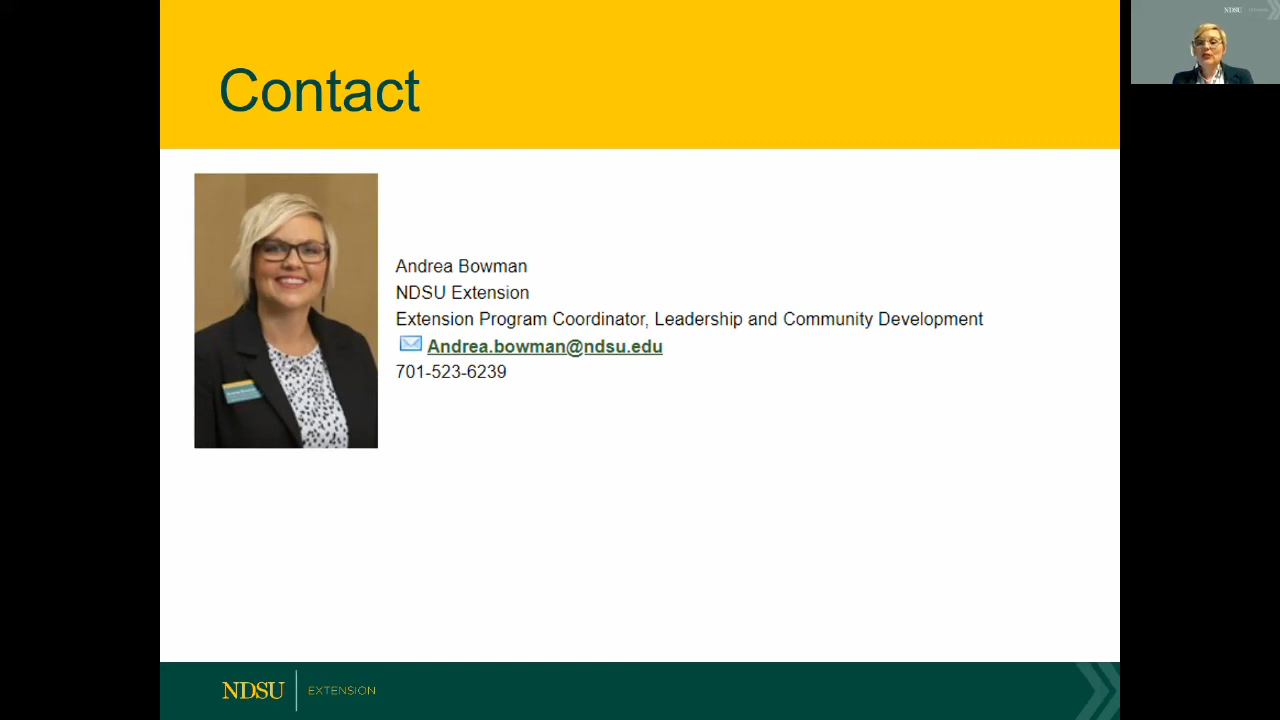 Contact
Andrea Bowman
NDSU Extension
Extension Program Coordinator, Leadership and Community Development
Andrea.bowman@ndsu.edu
701-523-6239
NDSU EXTENSION
NDSU